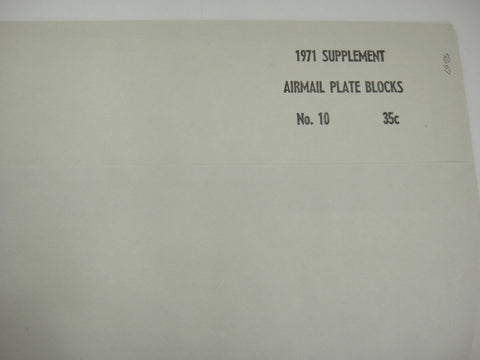 1971 SUPPLEMENT
AIRMAIL PLATE BLOCKS
No. 10 35c